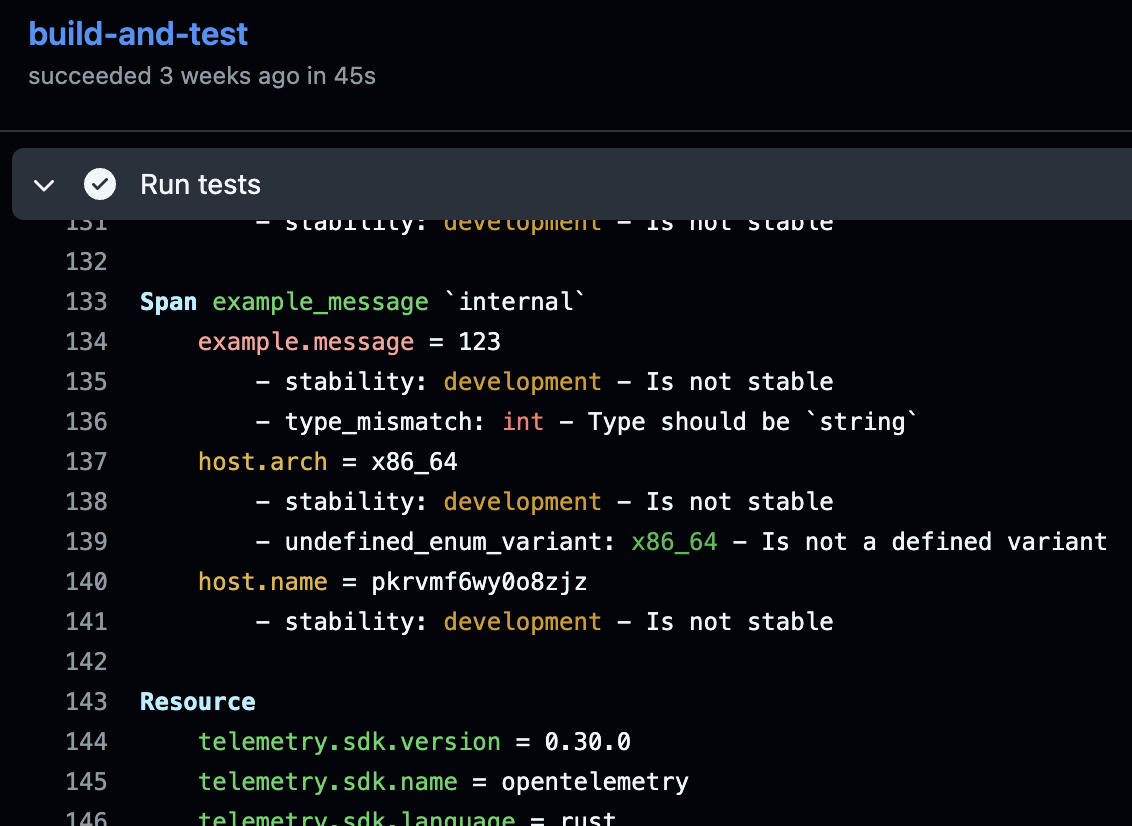 build-and-test
succeeded 3 weeks ago in 45s
Run tests
131 - stability: development - Is not stable
132
133 Span example_message `internal`
134 example.message = 123
135 - stability: development - Is not stable
136 - type_mismatch: int - Type should be `string`
137 host.arch = x86_64
138 - stability: development - Is not stable
139 - undefined_enum_variant: x86_64 - Is not a defined variant
140 host.name = pkrvmf6wy0o8zjz
141 - stability: development - Is not stable
142
143 Resource
144 telemetry.sdk.version = 0.30.0
145 telemetry.sdk.name = opentelemetry
146 telemetry.sdk.language = rust